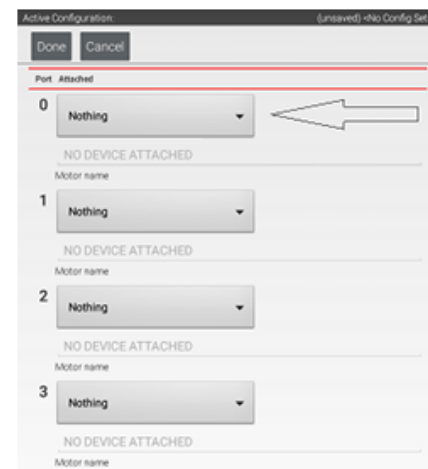 Active Configuration: (unsaved) <No Config Set
Done Cancel
Port Attached
0 Nothing
NO DEVICE ATTACHED
Motor name
1 Nothing
NO DEVICE ATTACHED
Motor name
2 Nothing
NO DEVICE ATTACHED
Motor name
3 Nothing
NO DEVICE ATTACHED
Motor name